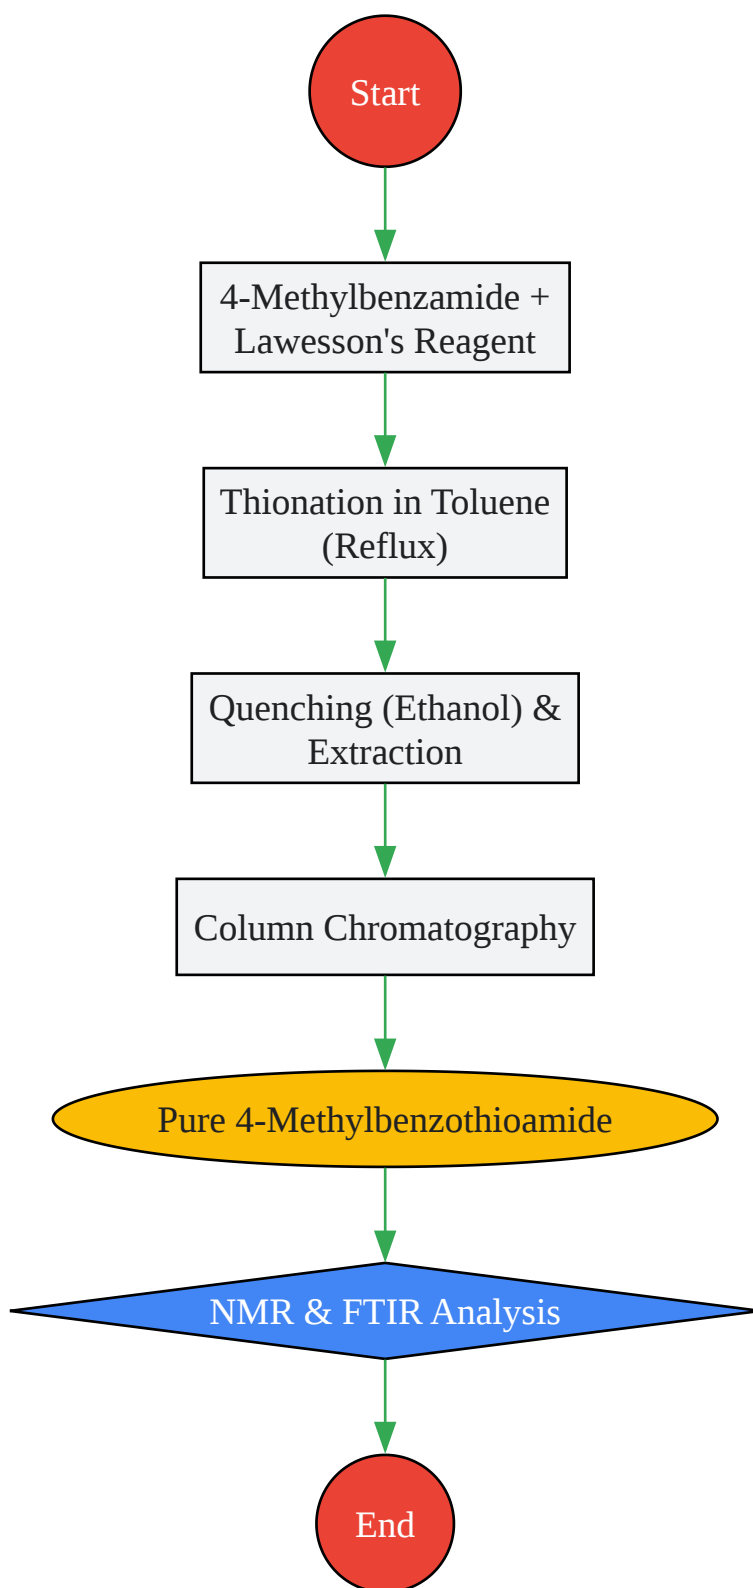 Start
4-Methylbenzamide +
Lawesson's Reagent
Thionation in Toluene
(Reflux)
Quenching (Ethanol) &
Extraction
Column Chromatography
Pure 4-Methylbenzothioamide
NMR & FTIR Analysis
End